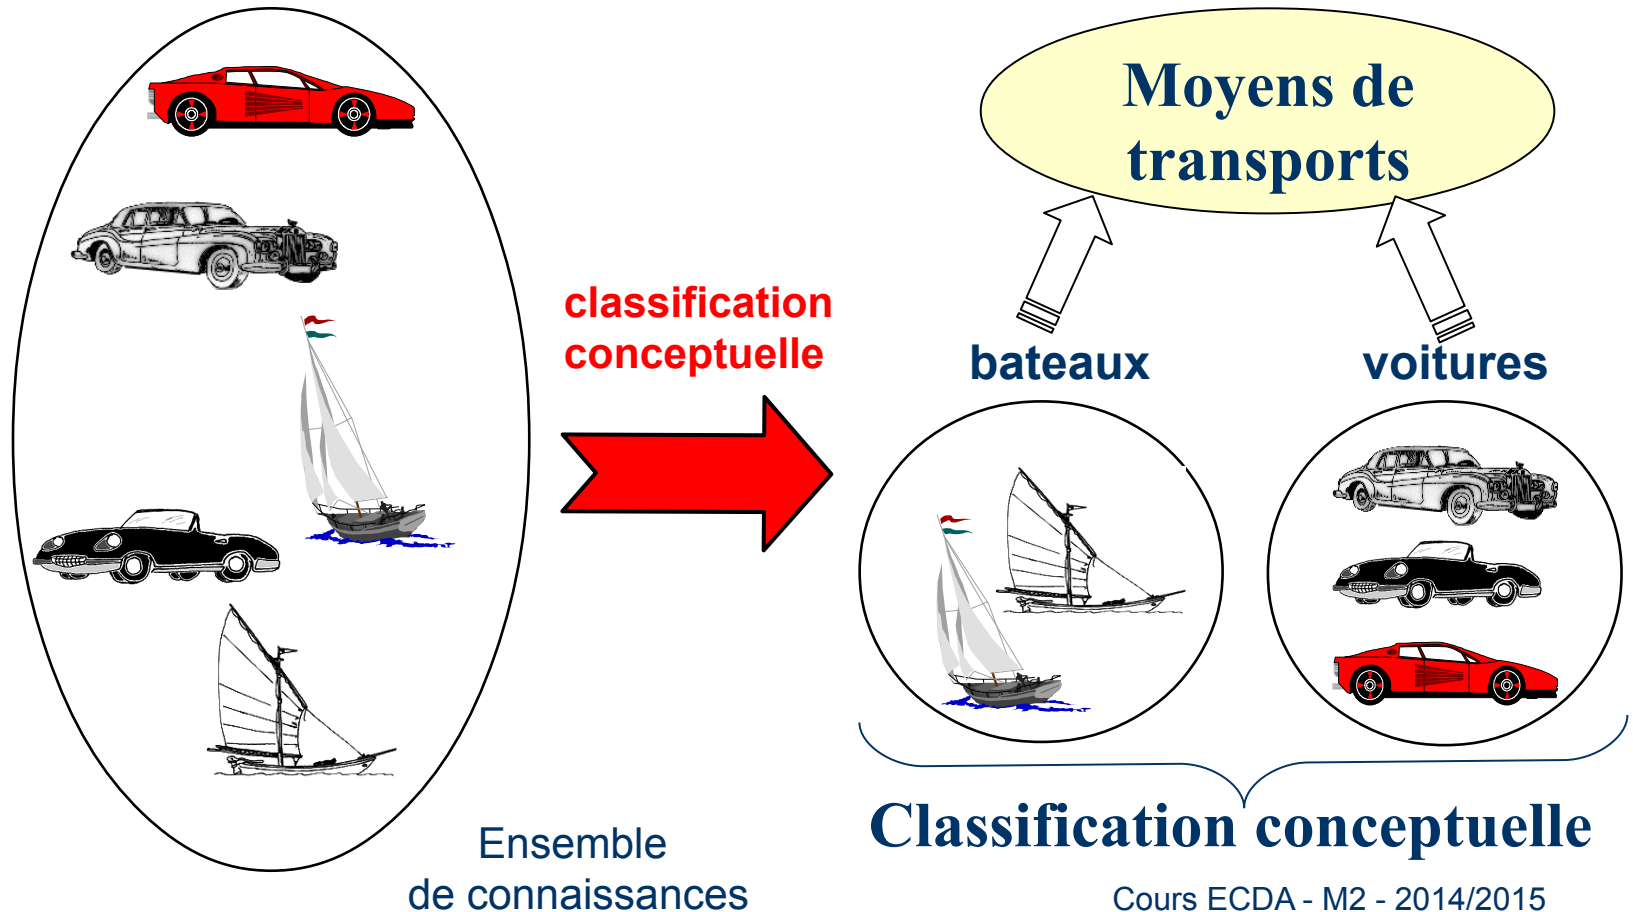 Moyens de
transports
classification
conceptuelle
bateaux
voitures
Classification conceptuelle
Ensemble
de connaissances
Cours ECDA - M2 - 2014/2015